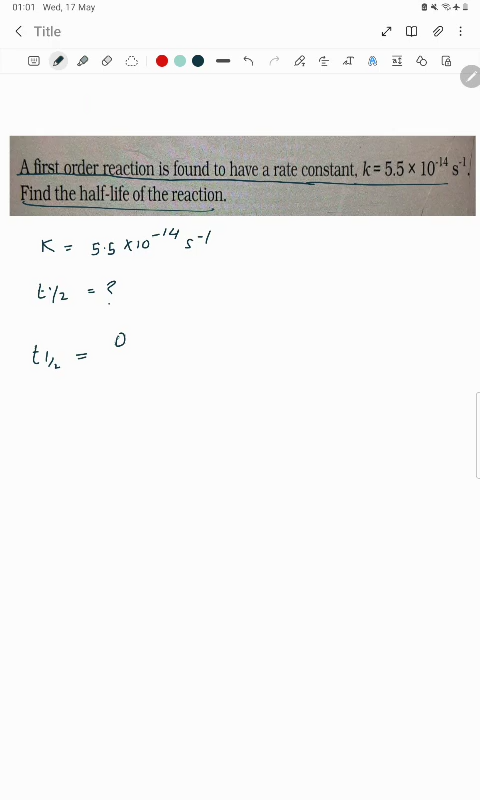 01:01 Wed, 17 May
Title
A first order reaction is found to have a rate constant, k = 5.5 × 10⁻¹⁴ s⁻¹.
Find the half-life of the reaction.
K = 5.5 × 10⁻¹⁴ s⁻¹
t1/2 = ?
t1/2 = 0